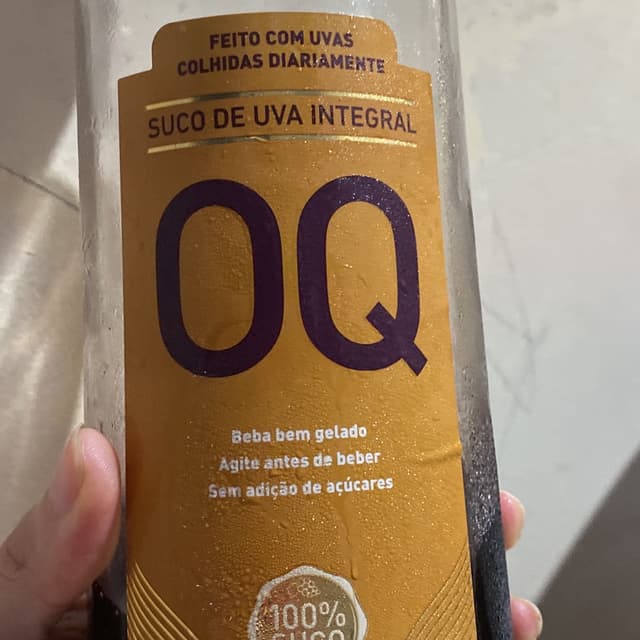 FEITO COM UVAS
COLHIDAS DIARIAMENTE
SUCO DE UVA INTEGRAL
OQ
Beba bem gelado
Agite antes de beber
Sem adição de açúcares
100%
SUCO